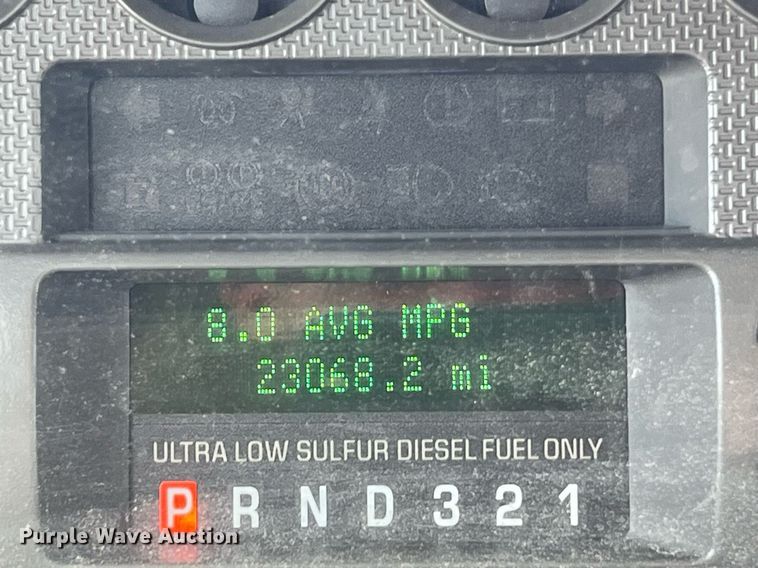 8.0 AVG MPG
23068.2 mi
ULTRA LOW SULFUR DIESEL FUEL ONLY
P R N D 3 2 1
Purple Wave Auction